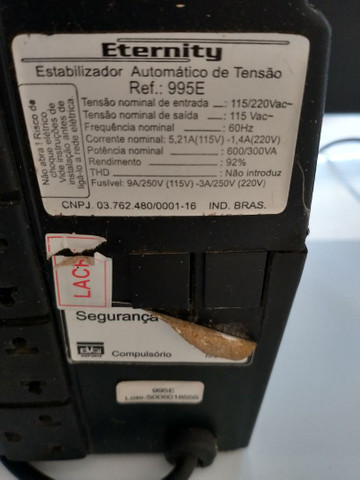 Eternity
Estabilizador Automático de Tensão
Ref.: 995E
Não abra ! Risco de
choque elétrico
Vide instruções de
instalação antes de
ligá-lo a rede elétrica
Tensão nominal de entrada : 115/220Vac~
Tensão nominal de saída : 115 Vac~
Frequência nominal : 60Hz
Corrente nominal: 5,21A(115V) -1,4A(220V)
Potência nominal : 600/300VA
Rendimento : 92%
THD : Não introduz
Fusível: 9A/250V (115V) -3A/250V (220V)
CNPJ. 03.762.480/0001-16 IND. BRAS.
LACR
Segurança
Compulsório
995E